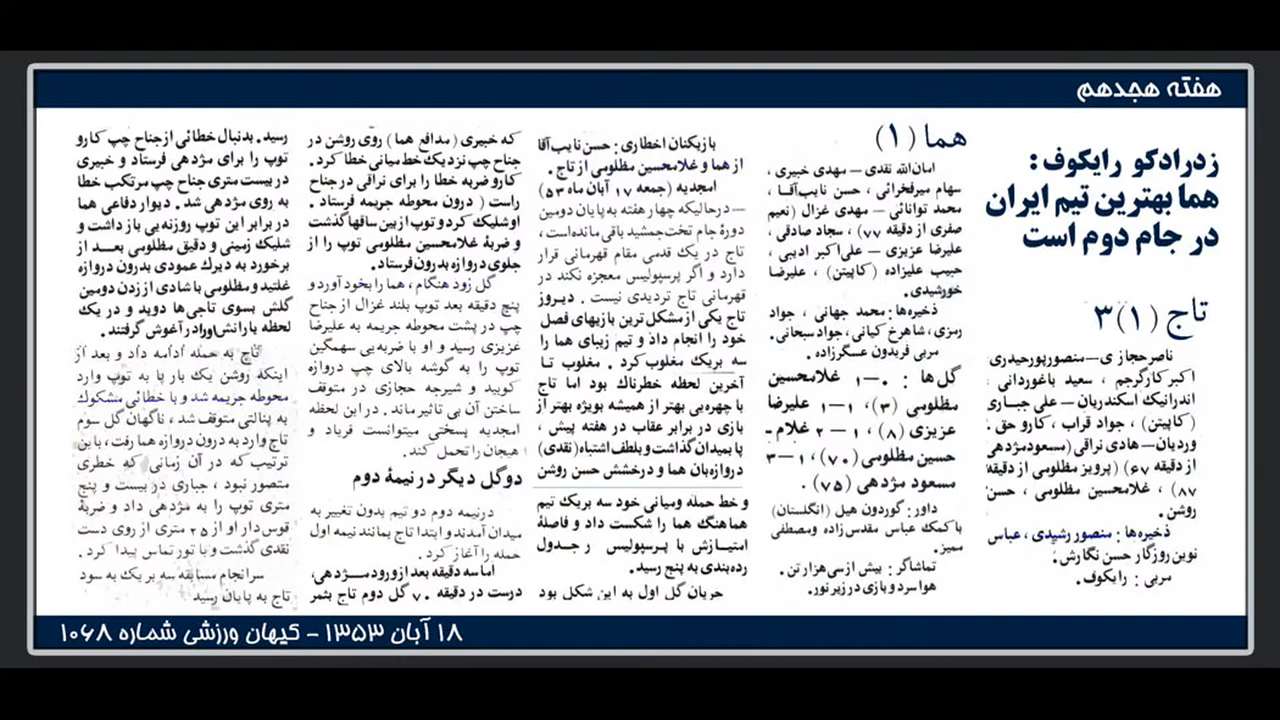 هفته هجدهم
زدرادکو رایکوف :
هما بهترین تیم ایران
در جام دوم است
تاج (۱)۳
ناصر حجازی—منصورپورحیدری
اکبر کارگرجم ، سعید باغوردانی ،
اندرانیک اسکندریان — علی جباری
(کاپیتن) ، جواد قراب ، کارو حق .
وردیان— هادی نراقی (مسعودمژدهی
از دقیقه ۶۷) (پرویز مظلومی از دقیقه
۸۷) ، غلامحسین مظلومی ، حسن
روشن .
ذخیره‌ها : منصور رشیدی ، عباس
نوین روزگار حسن نگارش.
مربی : رایکوف.
هما (۱)
امان‌الله نقدی — مهدی خبیری ،
سهام میرفخرائی ، حسن نایب‌آقا ،
محمد توانائی — مهدی غزال (نعیم
صفری از دقیقه ۷۷) ، سجاد صادقی ،
علیرضا عزیزی — علی‌اکبر ادیبی ،
حبیب علیزاده (کاپیتن) ، علیرضا
خورشیدی.
ذخیره‌ها : محمد جهانی ، جواد
رمزی ، شاهرخ کیانی ، جواد سبحانی .
مربی فریدون عسگرزاده .
گل‌ها : ۰—۱ غلامحسین
مظلومی (۳)، ۱—۱ علیرضا
عزیزی (۸)، ۱—۲ غلام-
حسین مظلومی (۷۰)، ۱—۳
مسعود مژدهی (۷۵) .
داور : گوردون هیل (انگلستان)
با کمک عباس مقدس‌زاده و مصطفی
ممیز.
تماشاگر : بیش از سی‌هزار تن.
هوا سرد و بازی در زیر نور.
بازیکنان اخطاری : حسن نایب‌آقا
از هما و غلامحسین مظلومی از تاج .
امجدیه (جمعه ۱۷ آبان ماه ۵۳)
— در حالیکه چهار هفته به پایان دومین
دورهٔ جام تخت‌جمشید باقی مانده‌است ،
تاج در یک قدمی مقام قهرمانی قرار
دارد و اگر پرسپولیس معجزه نکند در
قهرمانی تاج تردیدی نیست . دیروز
تاج یکی از مشکل‌ترین بازیهای فصل
خود را انجام داد و تیم زیبای هما را
سه بریک مغلوب کرد . مغلوب تا
آخرین لحظه خطرناک بود اما تاج
با چهره‌یی بهتر از همیشه بویژه بهتر از
بازی در برابر عقاب در هفته پیش ،
پا بمیدان گذاشت و بلطف اشتباه (نقدی)
دروازه‌بان هما و درخشش حسن روشن
و خط حمله ومیانی خود سه بریک تیم
هماهنگ هما را شکست داد و فاصلهٔ
امتیازش با پرسپولیس ر جدول
رده‌بندی به پنج رسید.
جریان گل اول به این شکل بود
که خبیری (مدافع هما) روی روشن در
جناح چپ نزدیک خط میانی خطا کرد .
کارو ضربه خطا را برای نراقی در جناح
راست ( درون محوطه جریمه فرستاد .
او شلیک کرد و توپ از بین ساقها گذشت
و ضربهٔ غلامحسین مظلومی توپ را از
جلوی دروازه بدرون فرستاد.
گل زود هنگام ، هما را بخود آورد و
پنج دقیقه بعد توپ بلند غزال از جناح
چپ در پشت محوطه جریمه به علیرضا
عزیزی رسید و او با ضربه‌یی سهمگین
توپ را به گوشه بالای چپ دروازه
کوبید و شیرجه حجازی در متوقف
ساختن آن بی تاثیر ماند . در این لحظه
امجدیه بسختی میتوانست فریاد و
هیجان را تحمل کند .
دو گل دیگر در نیمهٔ دوم
درنیمه دوم دو تیم بدون تغییر به
میدان آمدند و ابتدا تاج بمانند نیمه اول
حمله را آغاز کرد .
اما سه دقیقه بعد از ورود مـژدهی،
درست در دقیقه ۷۰ گل دوم تاج بثمر
رسید . بدنبال خطائی از جناح چپ کارو
توپ را برای مژدهی فرستاد و خبیری
در بیست متری جناح چپ مرتکب خطا
به روی مژدهی شد . دیوار دفاعی هما
در برابر این توپ روزنه‌یی باز داشت و
شلیک زمینی و دقیق مظلومی بعـد از
برخورد به دیرک عمودی بدرون دروازه
غلتید و مظلومی با شادی از زدن دومین
گلش بسوی تاجی‌ها دوید و در یک
لحظه یارانش او را در آغوش گرفتند .
تاج به حمله ادامه داد و بعد از
اینکه روشن یک بار پا به توپ وارد
محوطه جریمه شد و با خطائی مشکوک
به پنالتی متوقف شد ، ناگهان گل سوم
تاج وارد به درون دروازه هما رفت ، باین
ترتیب که در آن زمانی که خطری
متصور نبود ، جباری در بیست و پنج
متری توپ را به مژدهی داد و ضربهٔ
قوس‌دار او از ۲۵ متری از روی دست
نقدی گذشت و با تور تماس پیدا کرد .
سرانجام مسابقه سه بر یک به سود
تاج به پایان رسید
۱۸ آبان ۱۳۵۳ - کیهان ورزشی شماره ۱۰۶۸